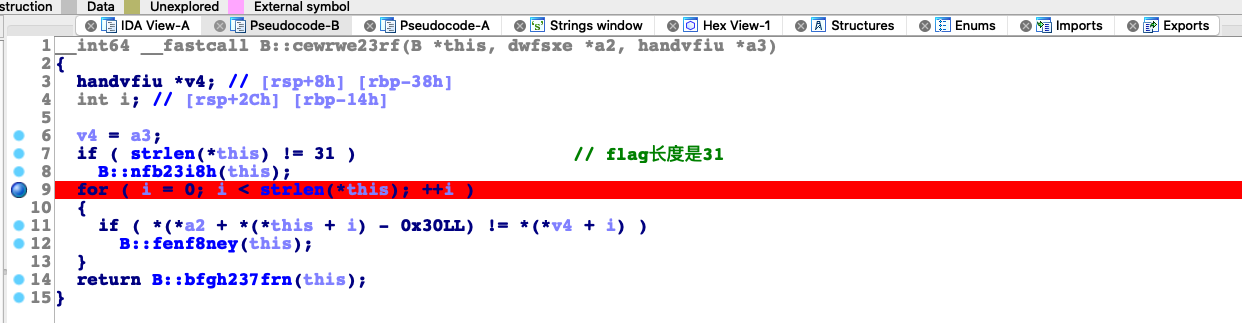 struction Data Unexplored External symbol
IDA View-A Pseudocode-B Pseudocode-A Strings window Hex View-1 Structures Enums Imports Exports
1 __int64 __fastcall B::cewrwe23rf(B *this, dwfsxe *a2, handvfiu *a3)
2 {
3 handvfiu *v4; // [rsp+8h] [rbp-38h]
4 int i; // [rsp+2Ch] [rbp-14h]
5
6 v4 = a3;
7 if ( strlen(*this) != 31 ) // flag长度是31
8 B::nfb23i8h(this);
9 for ( i = 0; i < strlen(*this); ++i )
10 {
11 if ( *(*a2 + *(*this + i) - 0x30LL) != *(*v4 + i) )
12 B::fenf8ney(this);
13 }
14 return B::bfgh237frn(this);
15 }